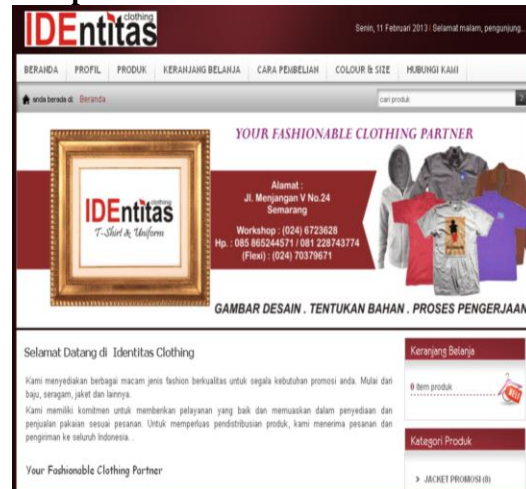 IDEntitas clothing
Senin, 11 Februari 2013 | Selamat malam, pengunjung...
BERANDA PROFIL PRODUK KERANJANG BELANJA CARA PEMBELIAN COLOUR & SIZE HUBUNGI KAMI
anda berada di: Beranda
cari produk
YOUR FASHIONABLE CLOTHING PARTNER
IDEntitas clothing
T-Shirt & Uniform
Alamat :
Jl. Menjangan V No.24
Semarang
Workshop : (024) 6723628
Hp. : 085 865244571 / 081 228743774
(Flexi) : (024) 70379671
GAMBAR DESAIN . TENTUKAN BAHAN . PROSES PENGERJAAN
Selamat Datang di Identitas Clothing
Kami menyediakan berbagai macam jenis fashion berkualitas untuk segala kebutuhan promosi anda. Mulai dari
baju, seragam, jaket dan lainnya.
Kami memiliki komitmen untuk memberikan pelayanan yang baik dan memuaskan dalam penyediaan dan
penjualan pakaian sesuai pesanan. Untuk memperluas pendistribusian produk, kami menerima pesanan dan
pengiriman ke seluruh Indonesia. .
Your Fashionable Clothing Partner
Keranjang Belanja
0 item produk
Kategori Produk
> JACKET PROMOSI (8)